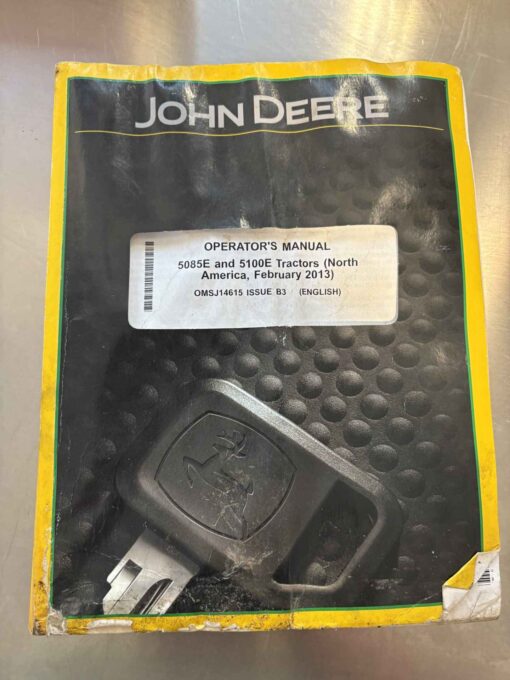 JOHN DEERE
OPERATOR'S MANUAL
5085E and 5100E Tractors (North
America, February 2013)
OMSJ14615 ISSUE B3 (ENGLISH)